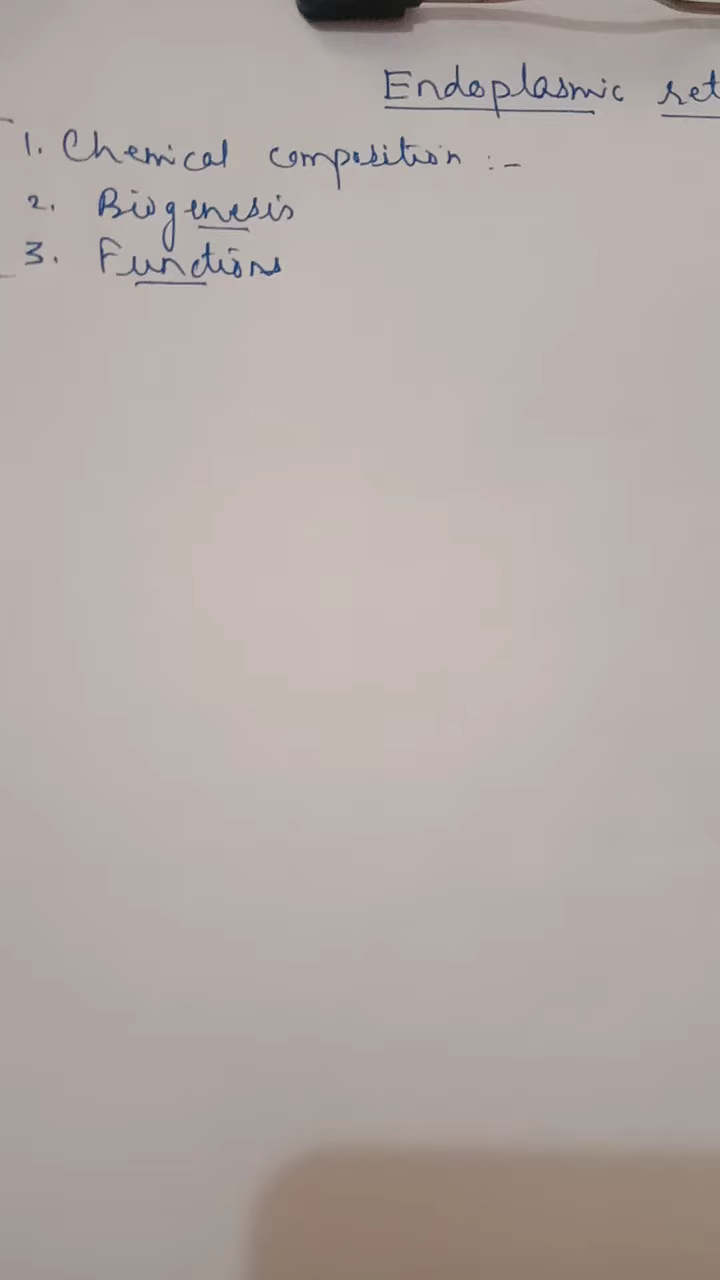 Endoplasmic ret
1. Chemical composition :-
2. Biogenesis
3. Functions